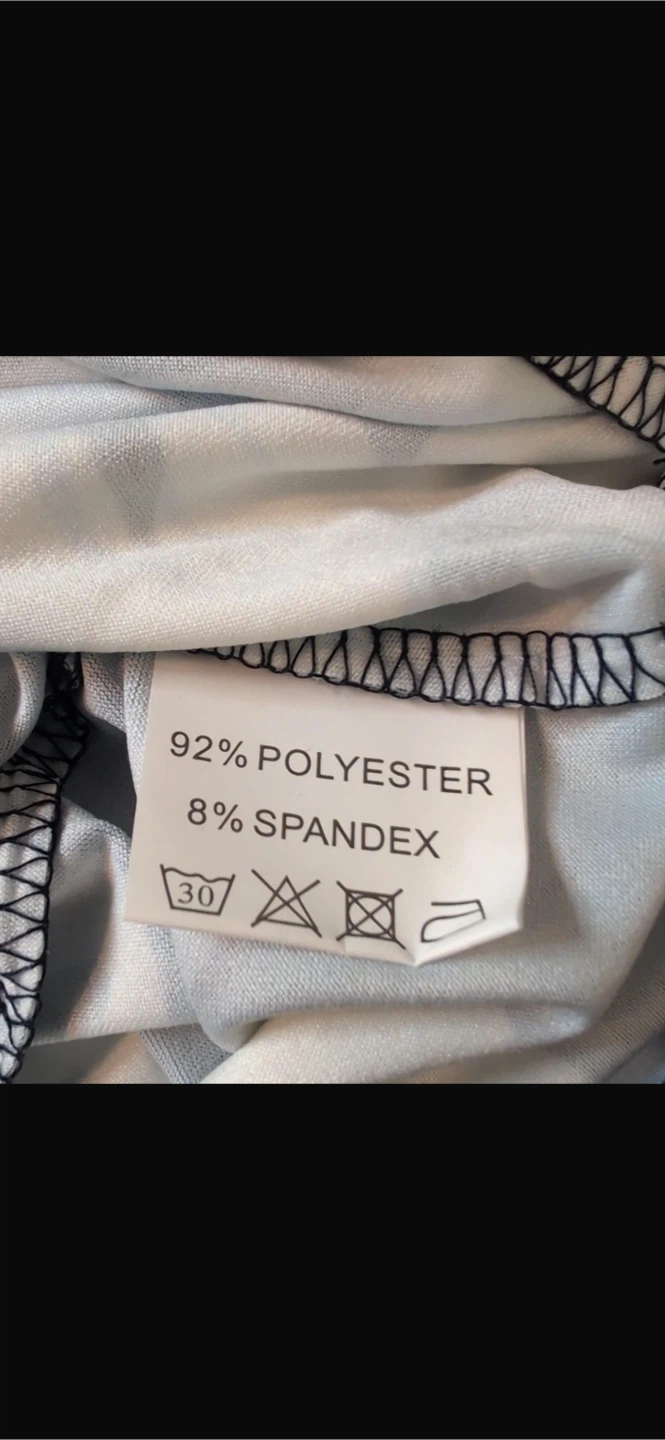 92% POLYESTER
8% SPANDEX
30